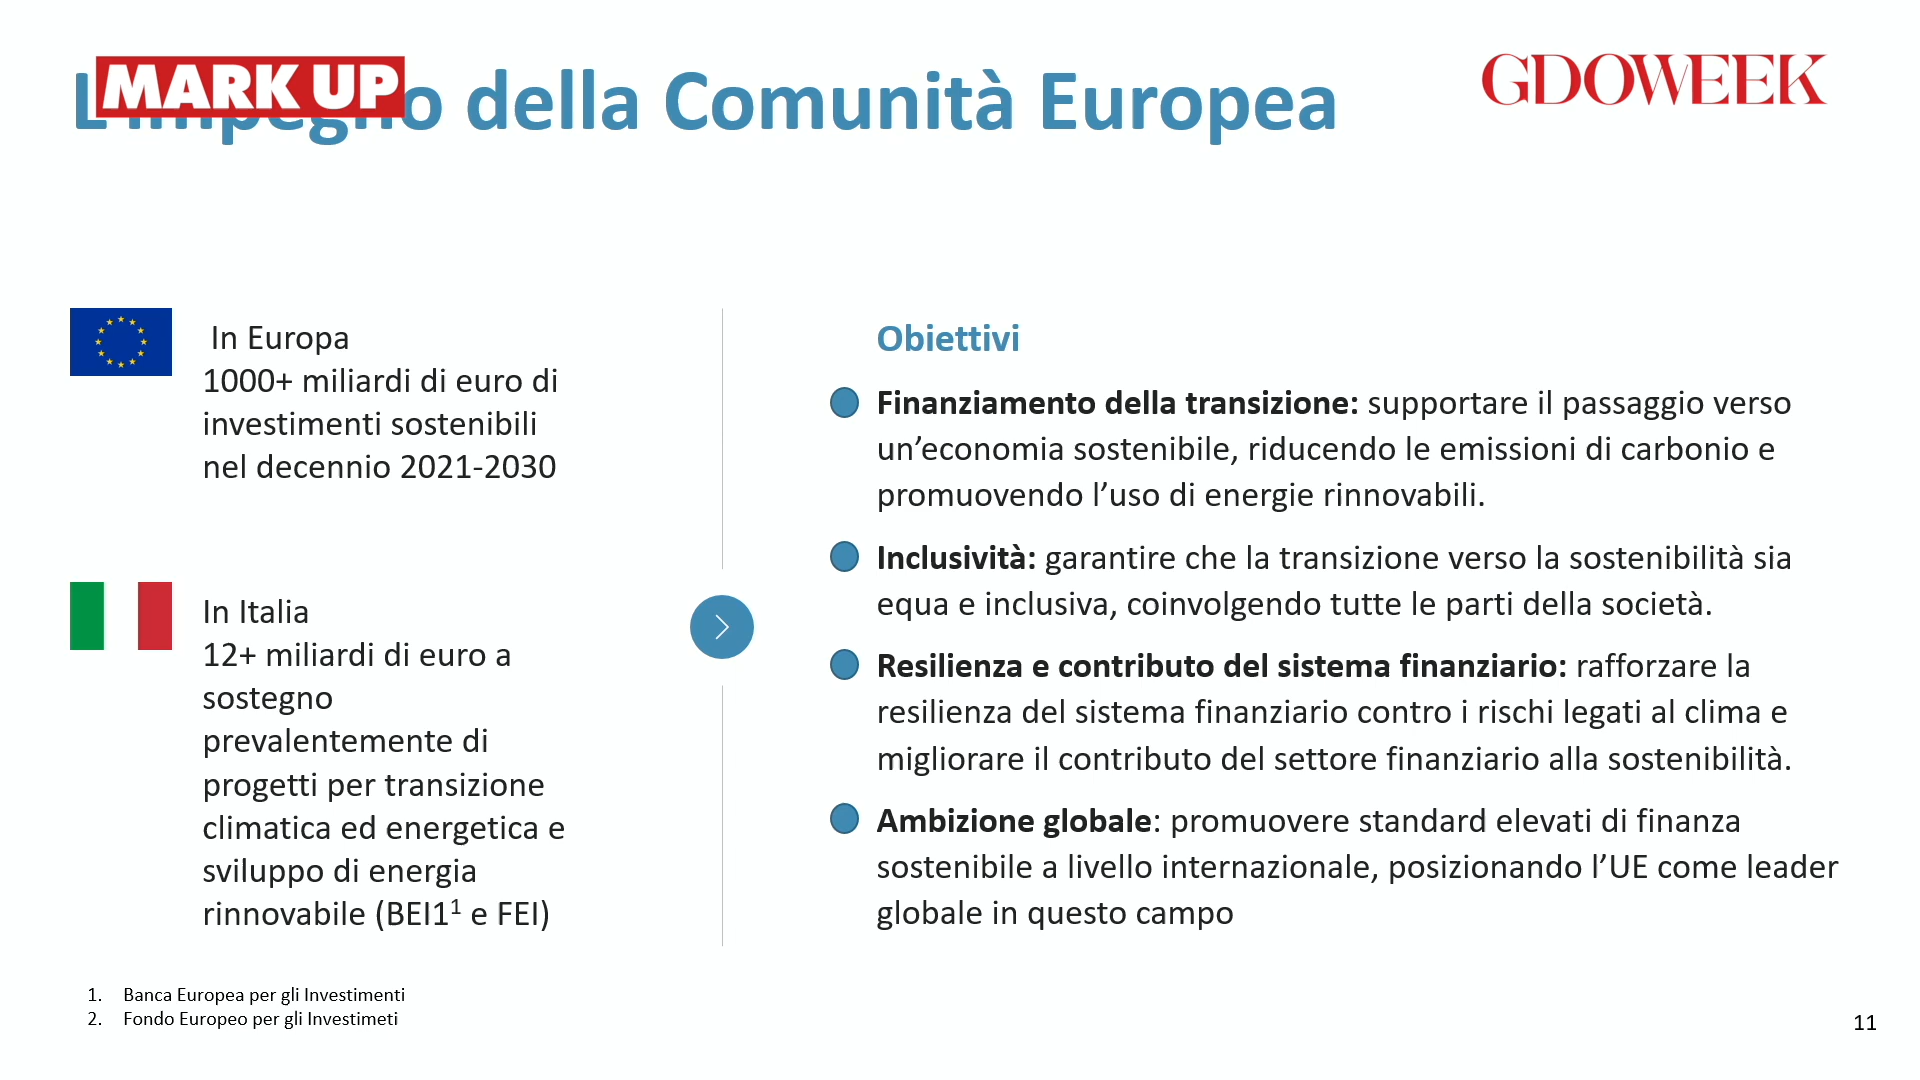 MARK UP
L'impegno della Comunità Europea
GDOWEEK
In Europa
1000+ miliardi di euro di
investimenti sostenibili
nel decennio 2021-2030
In Italia
12+ miliardi di euro a
sostegno
prevalentemente di
progetti per transizione
climatica ed energetica e
sviluppo di energia
rinnovabile (BEI1¹ e FEI)
Obiettivi
Finanziamento della transizione: supportare il passaggio verso
un’economia sostenibile, riducendo le emissioni di carbonio e
promuovendo l’uso di energie rinnovabili.
Inclusività: garantire che la transizione verso la sostenibilità sia
equa e inclusiva, coinvolgendo tutte le parti della società.
Resilienza e contributo del sistema finanziario: rafforzare la
resilienza del sistema finanziario contro i rischi legati al clima e
migliorare il contributo del settore finanziario alla sostenibilità.
Ambizione globale: promuovere standard elevati di finanza
sostenibile a livello internazionale, posizionando l’UE come leader
globale in questo campo
1. Banca Europea per gli Investimenti
2. Fondo Europeo per gli Investimeti
11